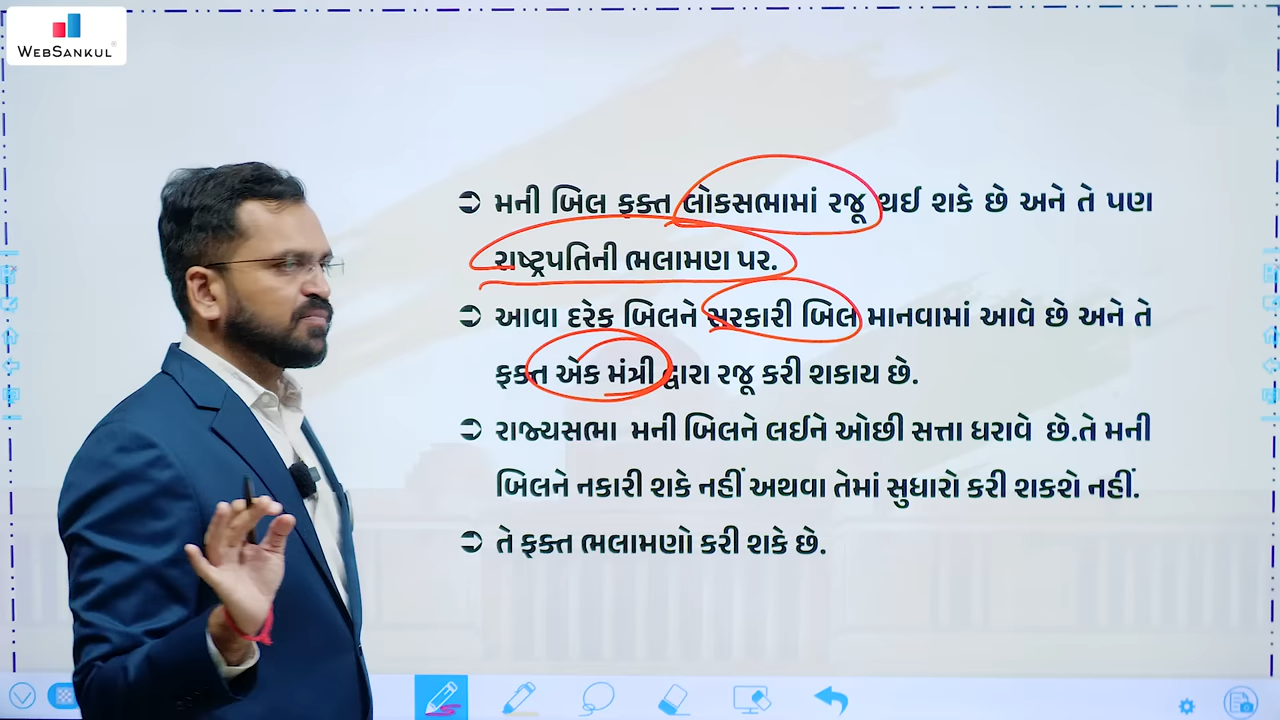 WEBSANKUL
મની બિલ ફક્ત લોકસભામાં રજૂ થઈ શકે છે અને તે પણ
રાષ્ટ્રપતિની ભલામણ પર.
આવા દરેક બિલને સરકારી બિલ માનવામાં આવે છે અને તે
ફક્ત એક મંત્રી દ્વારા રજૂ કરી શકાય છે.
રાજ્યસભા મની બિલને લઈને ઓછી સત્તા ધરાવે છે.તે મની
બિલને નકારી શકે નહીં અથવા તેમાં સુધારો કરી શકશે નહીં.
તે ફક્ત ભલામણો કરી શકે છે.